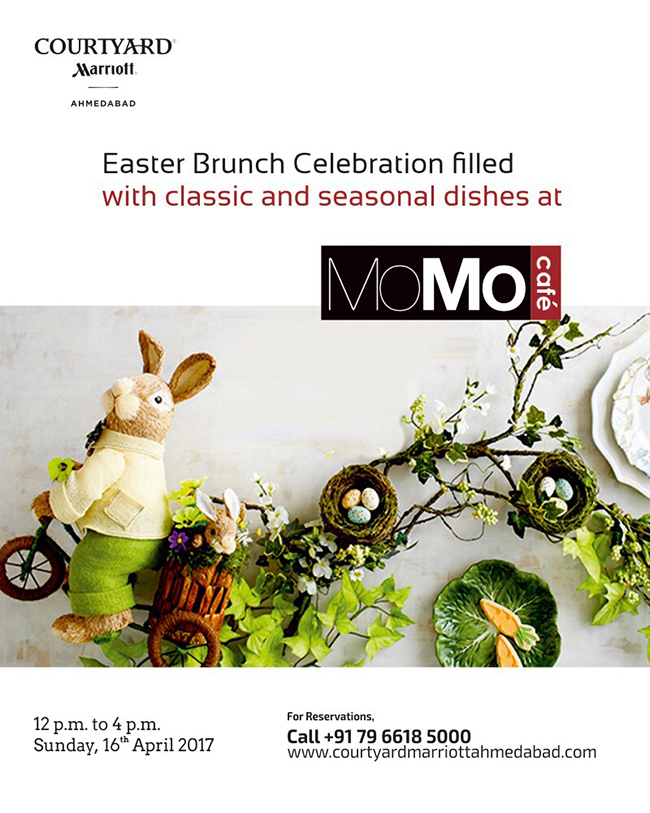 COURTYARD®
Marriott
AHMEDABAD
Easter Brunch Celebration filled
with classic and seasonal dishes at
MoMo café
12 p.m. to 4 p.m.
Sunday, 16th April 2017
For Reservations,
Call +91 79 6618 5000
www.courtyardmarriottahmedabad.com